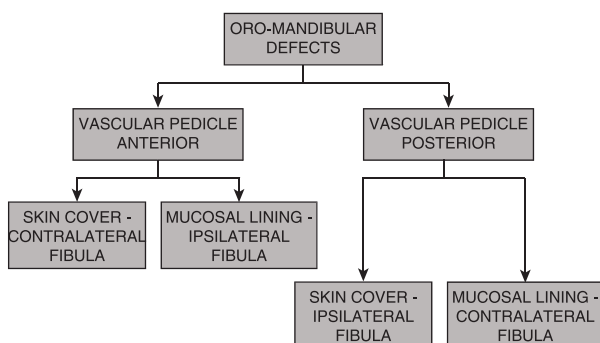 ORO-MANDIBULAR
DEFECTS
VASCULAR PEDICLE
ANTERIOR
VASCULAR PEDICLE
POSTERIOR
SKIN COVER -
CONTRALATERAL
FIBULA
MUCOSAL LINING -
IPSILATERAL
FIBULA
SKIN COVER -
IPSILATERAL
FIBULA
MUCOSAL LINING -
CONTRALATERAL
FIBULA